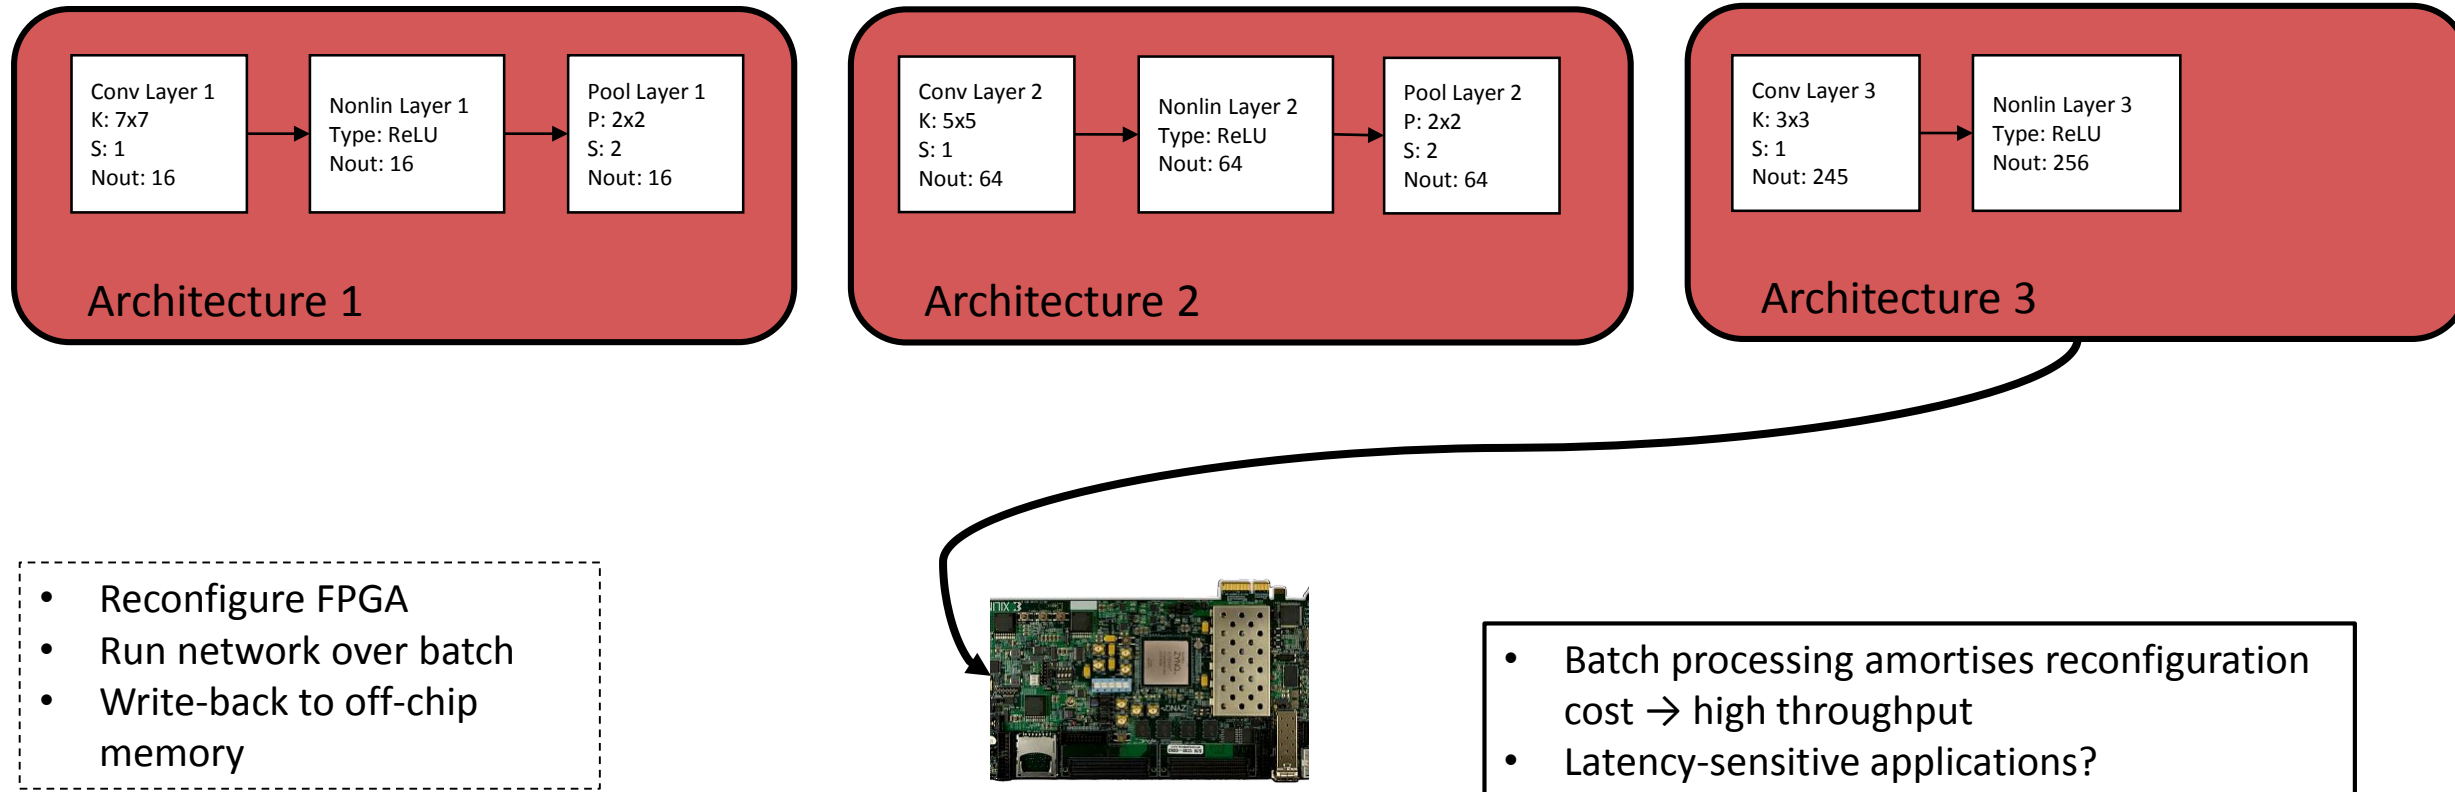 Conv Layer 1
K: 7x7
S: 1
Nout: 16
Nonlin Layer 1
Type: ReLU
Nout: 16
Pool Layer 1
P: 2x2
S: 2
Nout: 16
Architecture 1
Conv Layer 2
K: 5x5
S: 1
Nout: 64
Nonlin Layer 2
Type: ReLU
Nout: 64
Pool Layer 2
P: 2x2
S: 2
Nout: 64
Architecture 2
Conv Layer 3
K: 3x3
S: 1
Nout: 245
Nonlin Layer 3
Type: ReLU
Nout: 256
Architecture 3
• Reconfigure FPGA
• Run network over batch
• Write-back to off-chip
memory
ZYNQ
• Batch processing amortises reconfiguration
cost → high throughput
• Latency-sensitive applications?